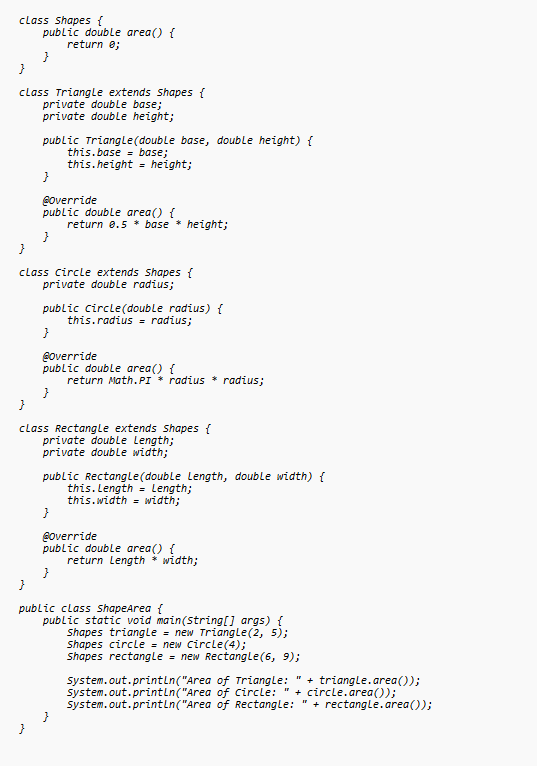 class Shapes {
    public double area() {
        return 0;
    }
}

class Triangle extends Shapes {
    private double base;
    private double height;

    public Triangle(double base, double height) {
        this.base = base;
        this.height = height;
    }

    @Override
    public double area() {
        return 0.5 * base * height;
    }
}

class Circle extends Shapes {
    private double radius;

    public Circle(double radius) {
        this.radius = radius;
    }

    @Override
    public double area() {
        return Math.PI * radius * radius;
    }
}

class Rectangle extends Shapes {
    private double length;
    private double width;

    public Rectangle(double length, double width) {
        this.length = length;
        this.width = width;
    }

    @Override
    public double area() {
        return length * width;
    }
}

public class ShapeArea {
    public static void main(String[] args) {
        Shapes triangle = new Triangle(2, 5);
        Shapes circle = new Circle(4);
        Shapes rectangle = new Rectangle(6, 9);

        System.out.println("Area of Triangle: " + triangle.area());
        System.out.println("Area of Circle: " + circle.area());
        System.out.println("Area of Rectangle: " + rectangle.area());
    }
}